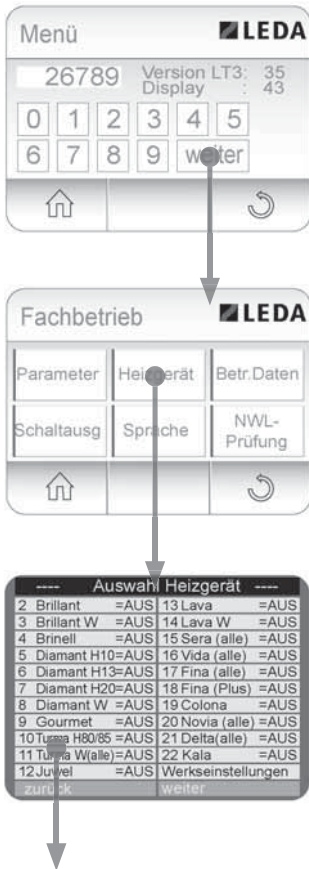 Menü LEDA
26789 Version LT3: 35
Display : 43
0 1 2 3 4 5
6 7 8 9 weiter
Fachbetrieb LEDA
Parameter Heizgerät Betr.Daten
Schaltausg Sprache NWL-
Prüfung
---- Auswahl Heizgerät ----
2 Brillant =AUS 13 Lava =AUS
3 Brillant W =AUS 14 Lava W =AUS
4 Brinell =AUS 15 Sera (alle) =AUS
5 Diamant H10=AUS 16 Vida (alle) =AUS
6 Diamant H13=AUS 17 Fina (alle) =AUS
7 Diamant H20=AUS 18 Fina (Plus) =AUS
8 Diamant W =AUS 19 Colona =AUS
9 Gourmet =AUS 20 Novia (alle) =AUS
10 Turma H80/85 =AUS 21 Delta(alle) =AUS
11 Turma W(alle)=AUS 22 Kala =AUS
12 Juwel =AUS Werkseinstellungen
zurück weiter